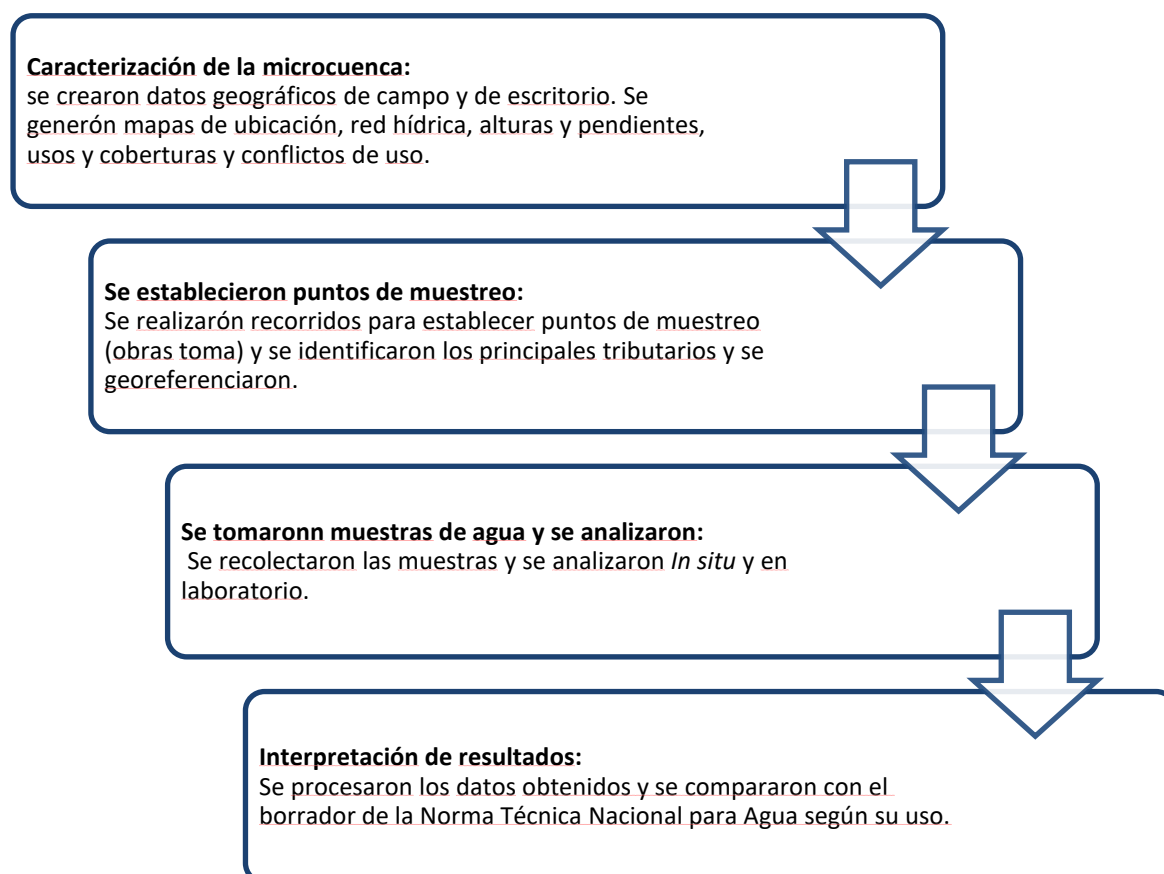 Caracterización de la microcuenca:
se crearon datos geográficos de campo y de escritorio. Se
generón mapas de ubicación, red hídrica, alturas y pendientes,
usos y coberturas y conflictos de uso.
Se establecieron puntos de muestreo:
Se realizarón recorridos para establecer puntos de muestreo
(obras toma) y se identificaron los principales tributarios y se
georeferenciaron.
Se tomaronn muestras de agua y se analizaron:
Se recolectaron las muestras y se analizaron In situ y en
laboratorio.
Interpretación de resultados:
Se procesaron los datos obtenidos y se compararon con el
borrador de la Norma Técnica Nacional para Agua según su uso.